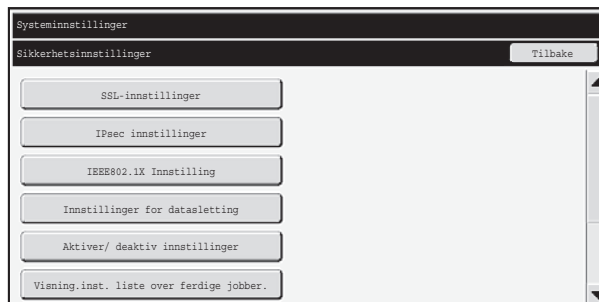 Systeminnstillinger
Sikkerhetsinnstillinger
Tilbake
SSL-innstillinger
IPsec innstillinger
IEEE802.1X Innstilling
Innstillinger for datasletting
Aktiver/ deaktiv innstillinger
Visning.inst. liste over ferdige jobber.